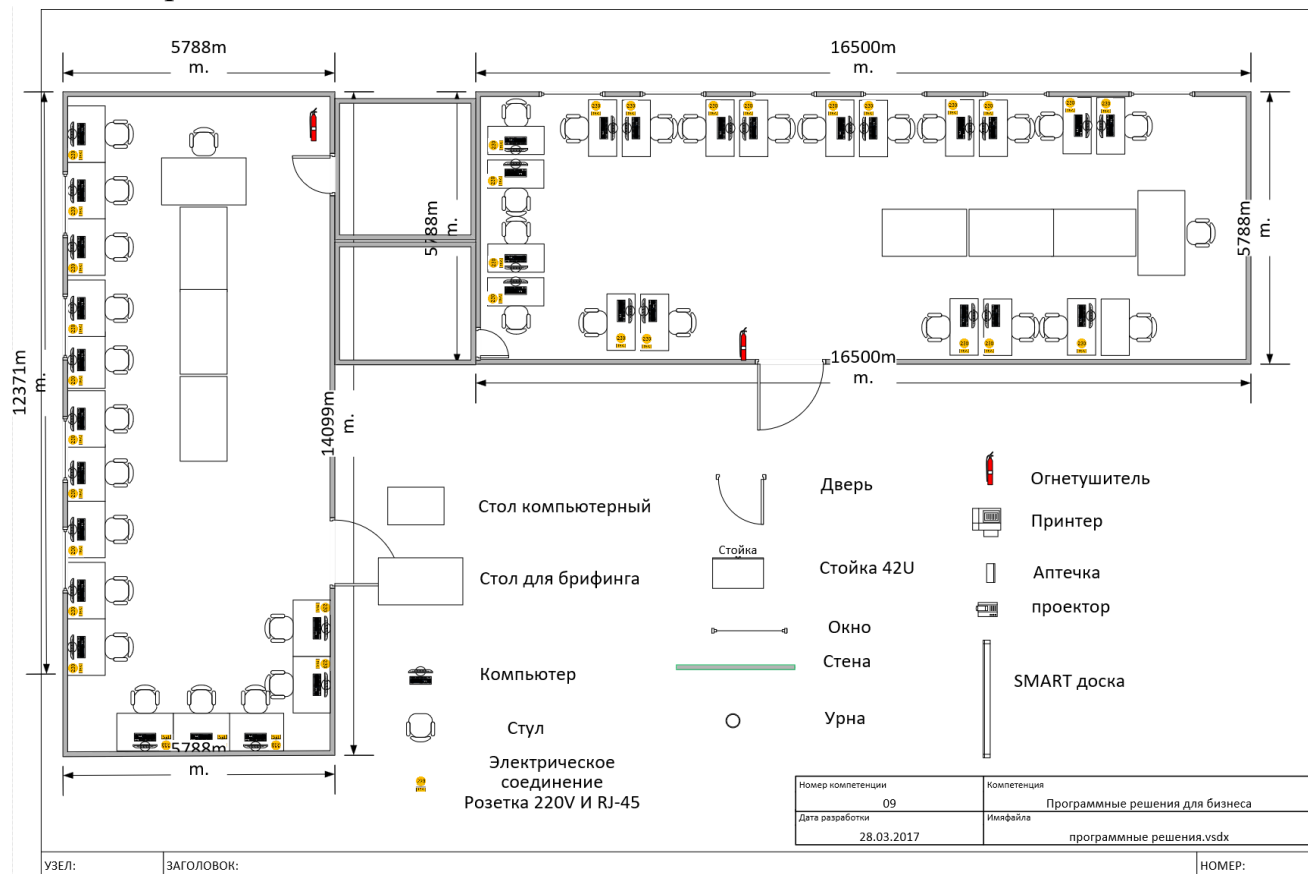 5788m
m.
16500m
m.
12371m
m.
14099m
m.
5788m
m.
5788m
m.
16500m
m.
5788m
m.
Стол компьютерный
Стол для брифинга
Компьютер
Стул
Электрическое
соединение
Розетка 220V И RJ-45
Дверь
Стойка
Стойка 42U
Окно
Стена
Урна
Огнетушитель
Принтер
Аптечка
проектор
SMART доска
Номер компетенции
09
Компетенция
Программные решения для бизнеса
Дата разработки
28.03.2017
Имяфайла
программные решения.vsdx
УЗЕЛ:
ЗАГОЛОВОК:
НОМЕР: